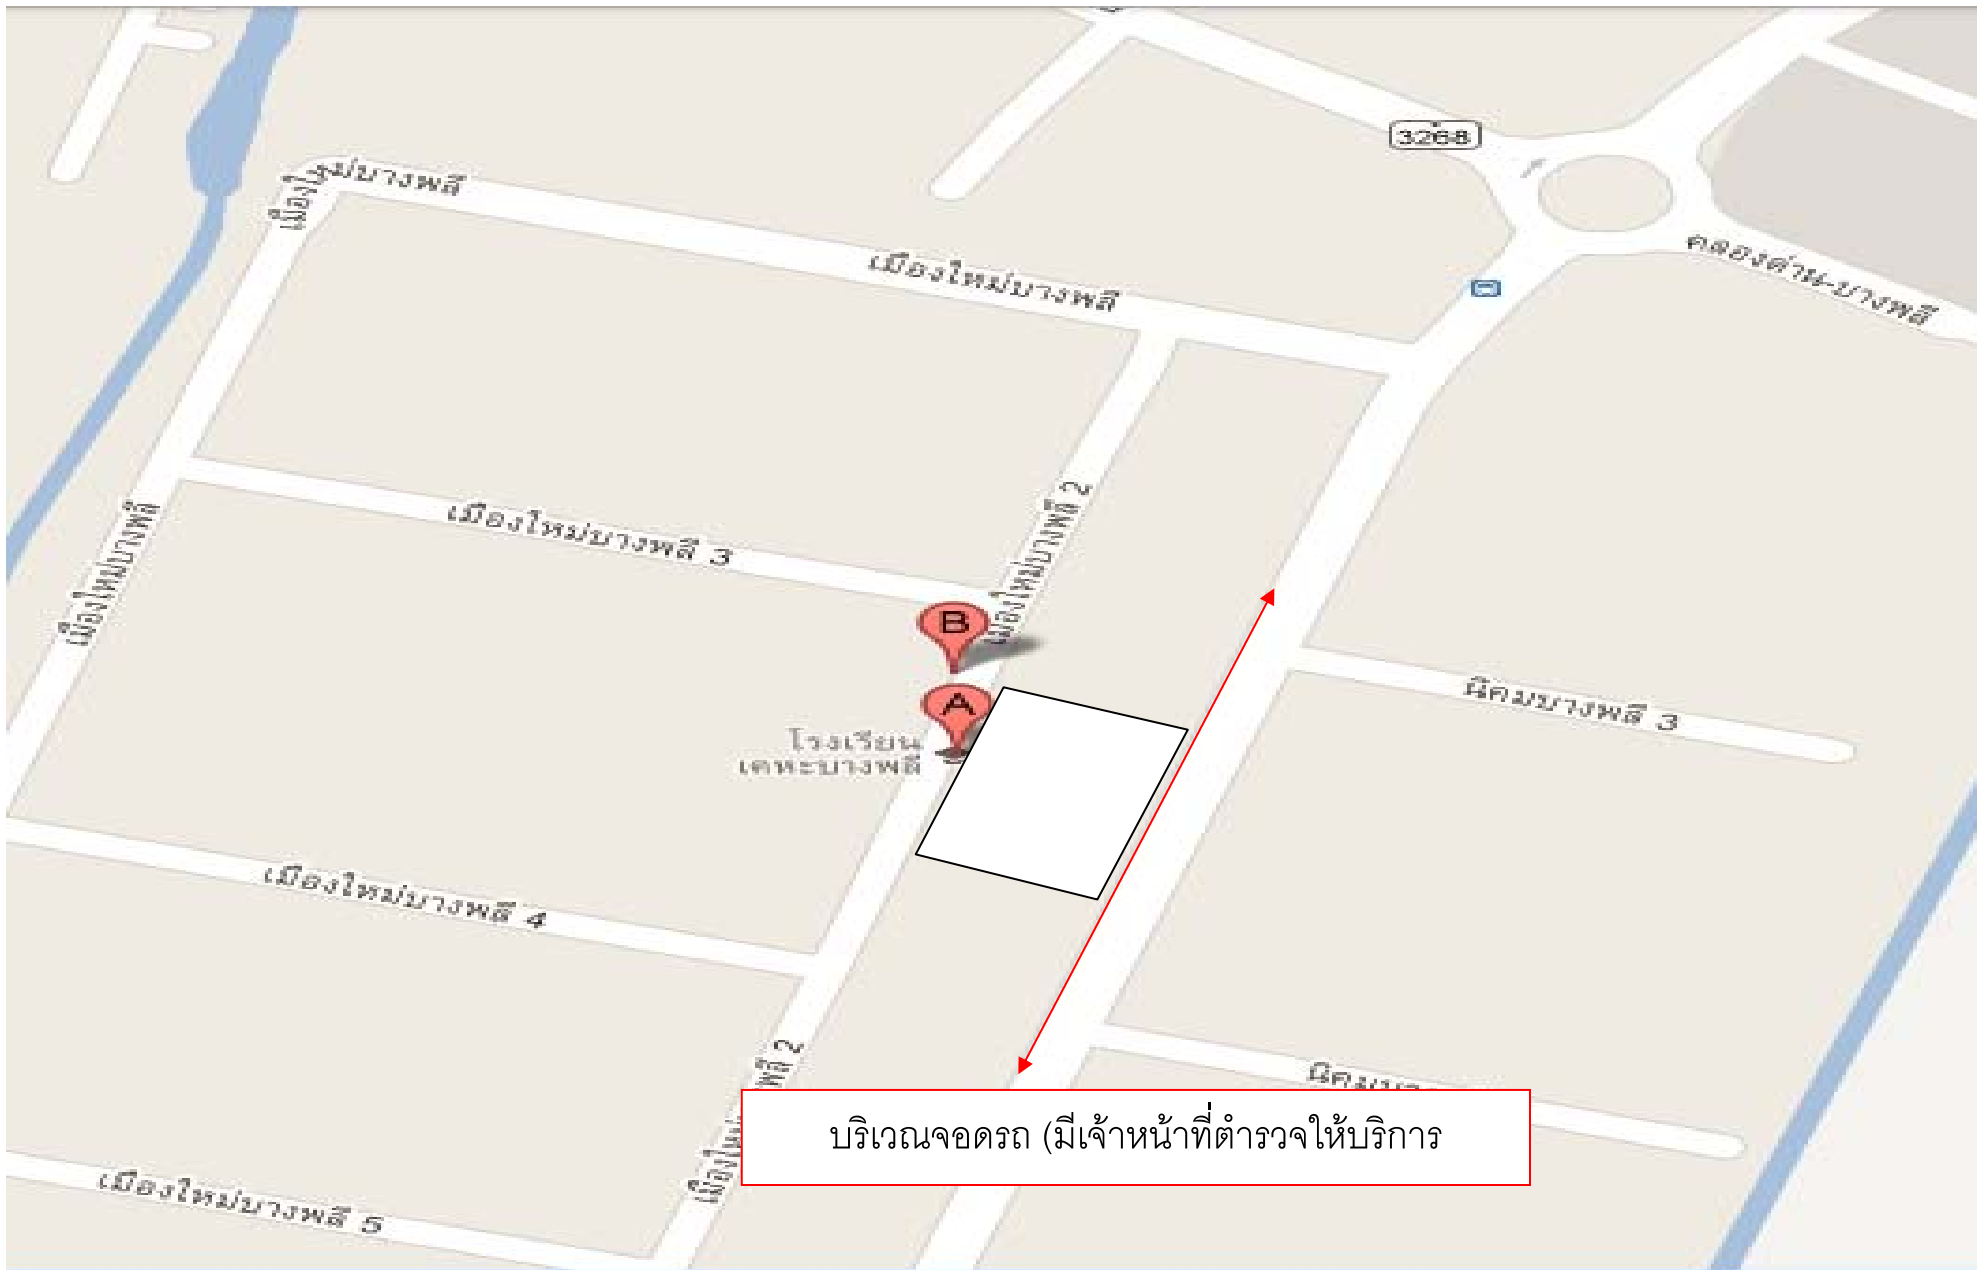 3268
เมืองใหม่บางพลี
คลองด่าน-บางพลี
เมืองใหม่บางพลี
เมืองใหม่บางพลี 2
เมืองใหม่บางพลี 3
เมืองใหม่บางพลี
B
A
นิคมบางพลี 3
โรงเรียน
เคหะบางพลี
เมืองใหม่บางพลี 4
บริเวณจอดรถ (มีเจ้าหน้าที่ตำรวจให้บริการ
เมืองใหม่บางพลี 5